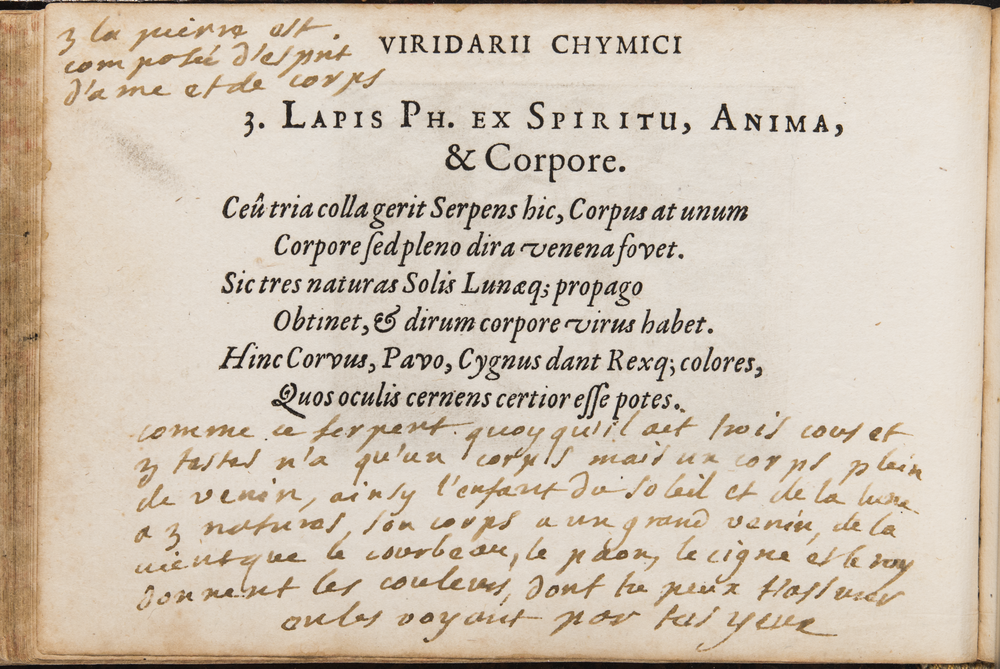 3 la pierre est
composée d'esprit
d'ame et de corps
VIRIDARII CHYMICI
3. LAPIS PH. EX SPIRITU, ANIMA,
& Corpore.
Ceû tria colla gerit Serpens hic, Corpus at unum
Corpore ſed pleno dira venena fovet.
Sic tres naturas Solis Lunæq; propago
Obtinet, & dirum corpore virus habet.
Hinc Corvus, Pavo, Cygnus dant Rexq; colores,
Quos oculis cernens certior eſſe potes.
comme ce serpent quoy qu'il ait trois cous et
3 testes n'a qu'un corps mais un corps plein
de venin, ainsy l'enfant du soleil et de la lune
a 3 natures, son corps a un grand venin, de la
vient que le courbeau, le paon, le cigne et le roy
donnent les couleurs, dont tu peux t'assurer
en les voyant par tes yeux